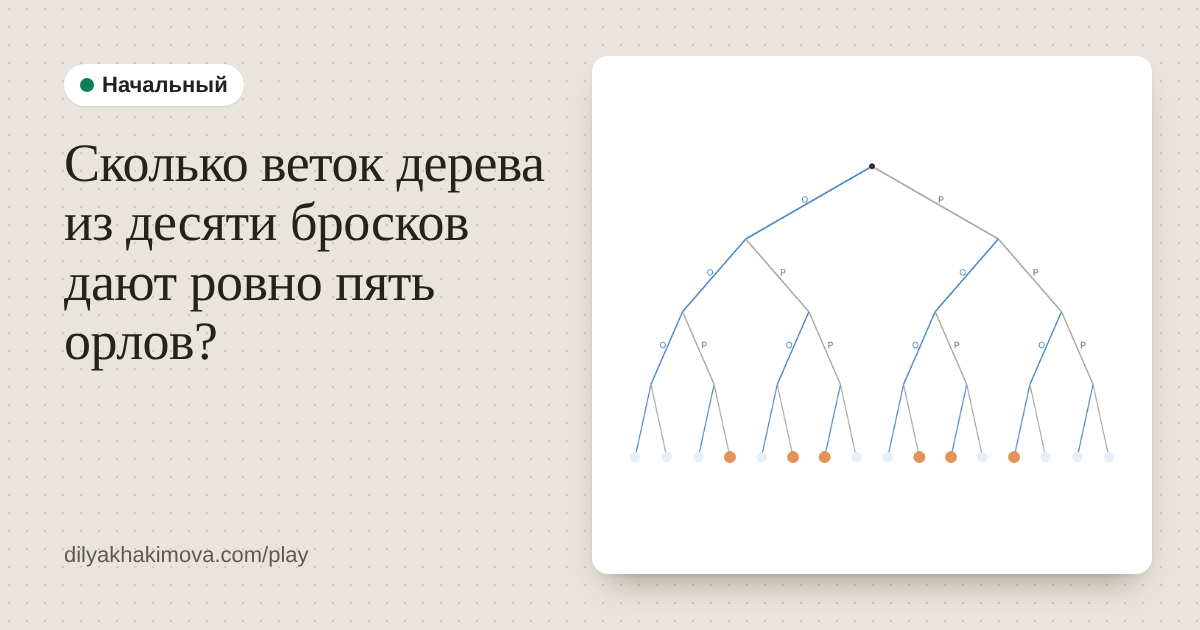 Начальный
Сколько веток дерева
из десяти бросков
дают ровно пять
орлов?
О Р
О Р О Р
О Р О Р О Р О Р
dilyakhakimova.com/play